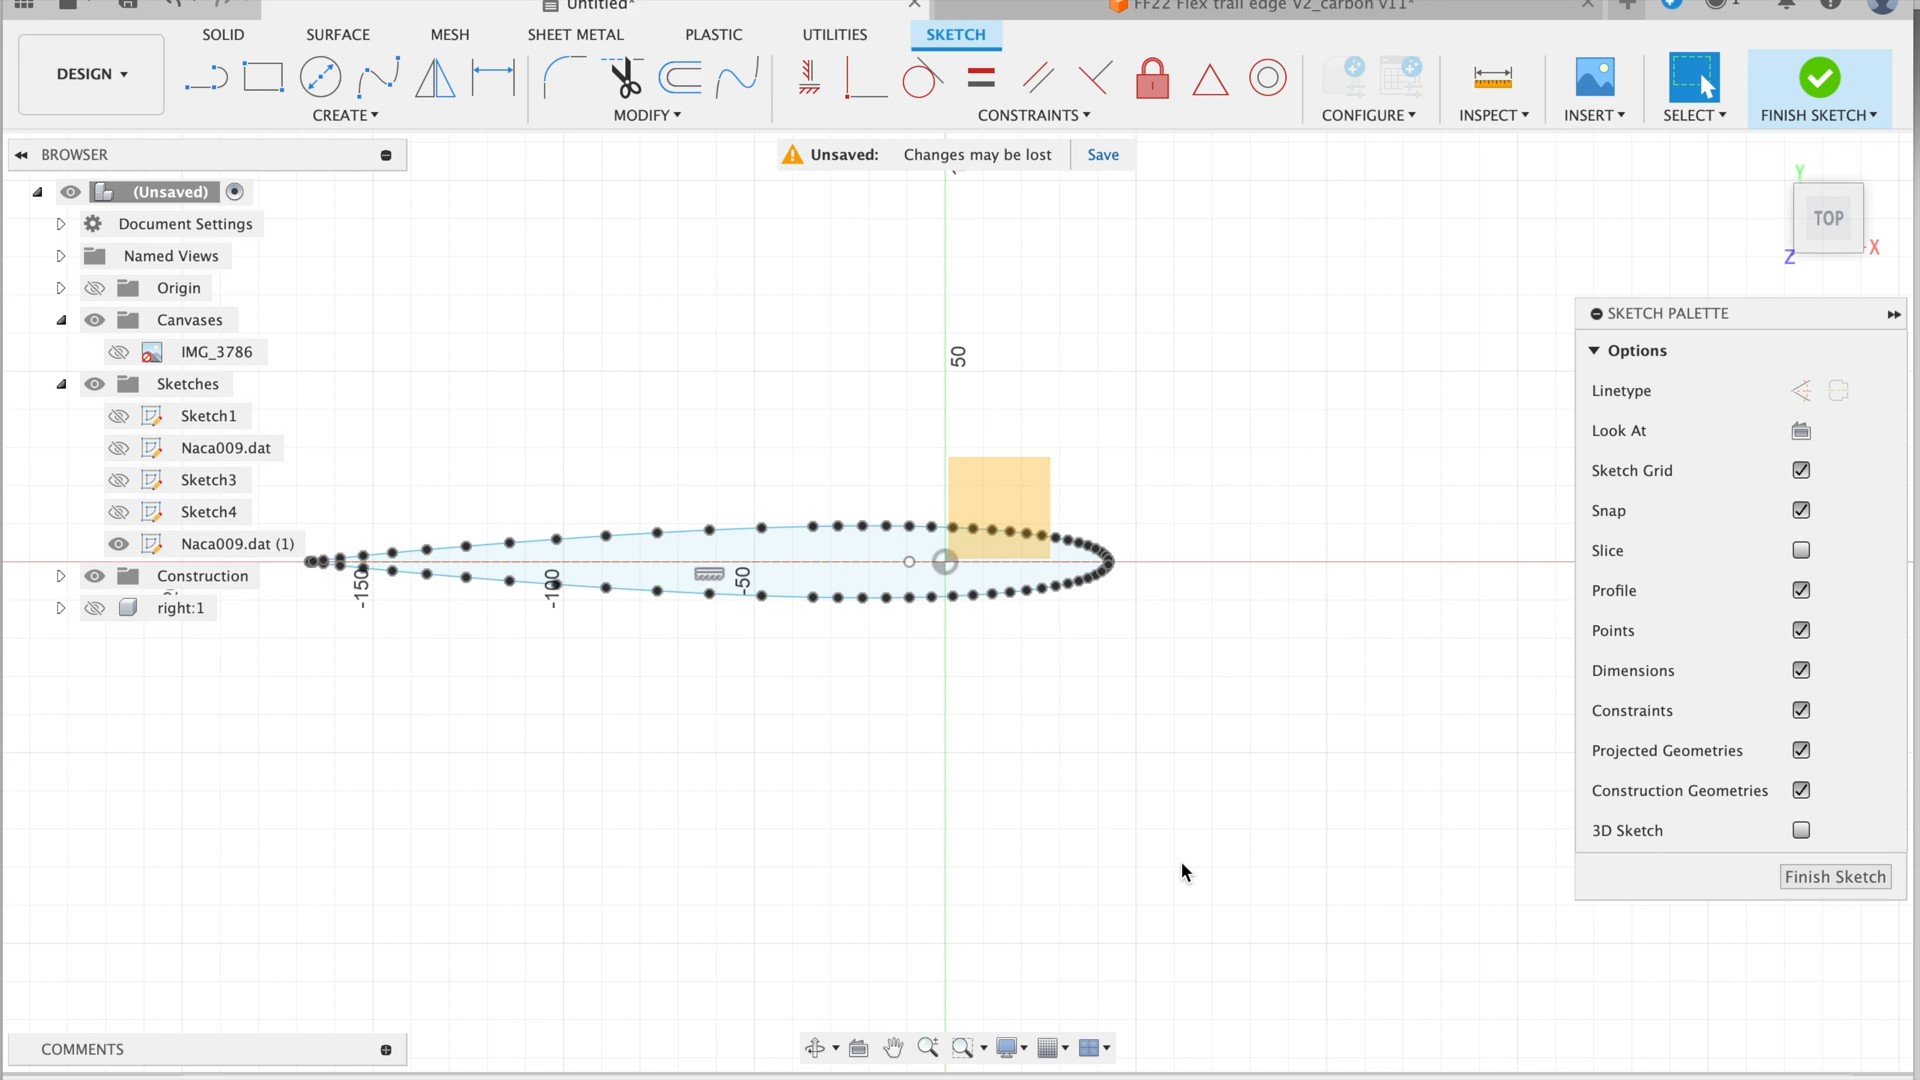 Untitled*
FF22 Flex trail edge V2_carbon v11*
1
SOLID
SURFACE
MESH
SHEET METAL
PLASTIC
UTILITIES
SKETCH
DESIGN
CREATE
MODIFY
CONSTRAINTS
CONFIGURE
INSPECT
INSERT
SELECT
FINISH SKETCH
BROWSER
Unsaved: Changes may be lost
Save
(Unsaved)
Document Settings
Named Views
Origin
Canvases
IMG_3786
Sketches
Sketch1
Naca009.dat
Sketch3
Sketch4
Naca009.dat (1)
Construction
right:1
50
-150
-100
-50
Y
TOP
X
Z
SKETCH PALETTE
Options
Linetype
Look At
Sketch Grid
Snap
Slice
Profile
Points
Dimensions
Constraints
Projected Geometries
Construction Geometries
3D Sketch
Finish Sketch
COMMENTS